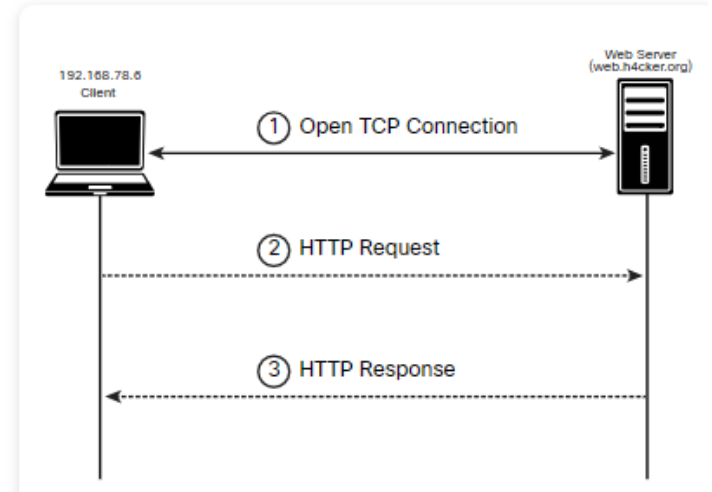 192.168.78.6
Client
Web Server
(web.h4cker.org)
1 Open TCP Connection
2 HTTP Request
3 HTTP Response